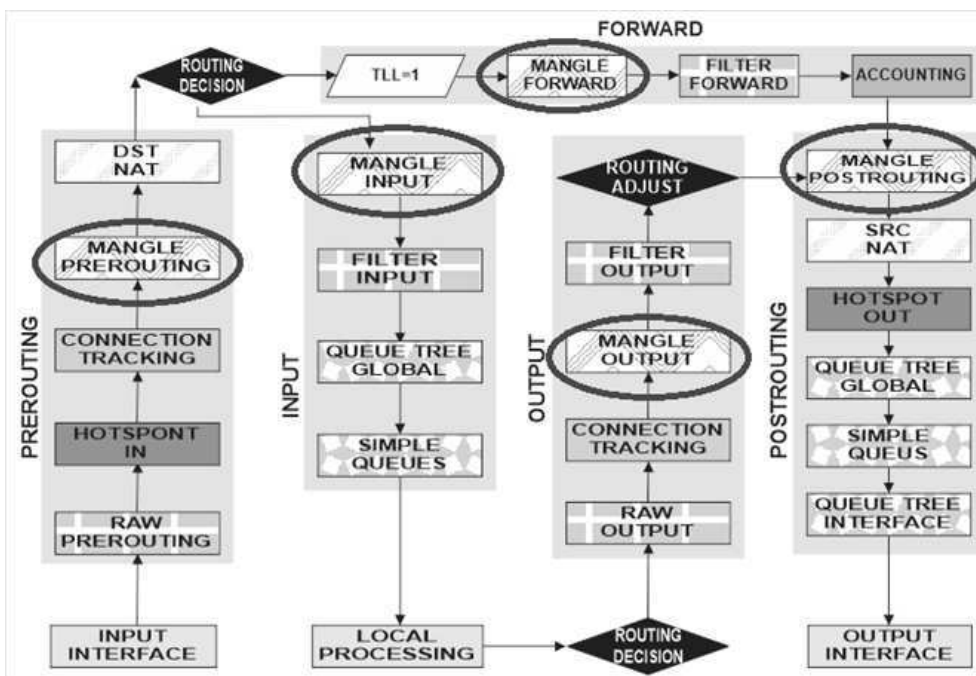 FORWARD
ROUTING
DECISION
TLL=1
MANGLE
FORWARD
FILTER
FORWARD
ACCOUNTING
PREROUTING
DST
NAT
MANGLE
PREROUTING
CONNECTION
TRACKING
HOTSPONT
IN
RAW
PREROUTING
INPUT
INTERFACE
INPUT
MANGLE
INPUT
FILTER
INPUT
QUEUE TREE
GLOBAL
SIMPLE
QUEUES
LOCAL
PROCESSING
OUTPUT
ROUTING
ADJUST
FILTER
OUTPUT
MANGLE
OUTPUT
CONNECTION
TRACKING
RAW
OUTPUT
ROUTING
DECISION
POSTROUTING
MANGLE
POSTROUTING
SRC
NAT
HOTSPOT
OUT
QUEUE TREE
GLOBAL
SIMPLE
QUEUS
QUEUE TREE
INTERFACE
OUTPUT
INTERFACE